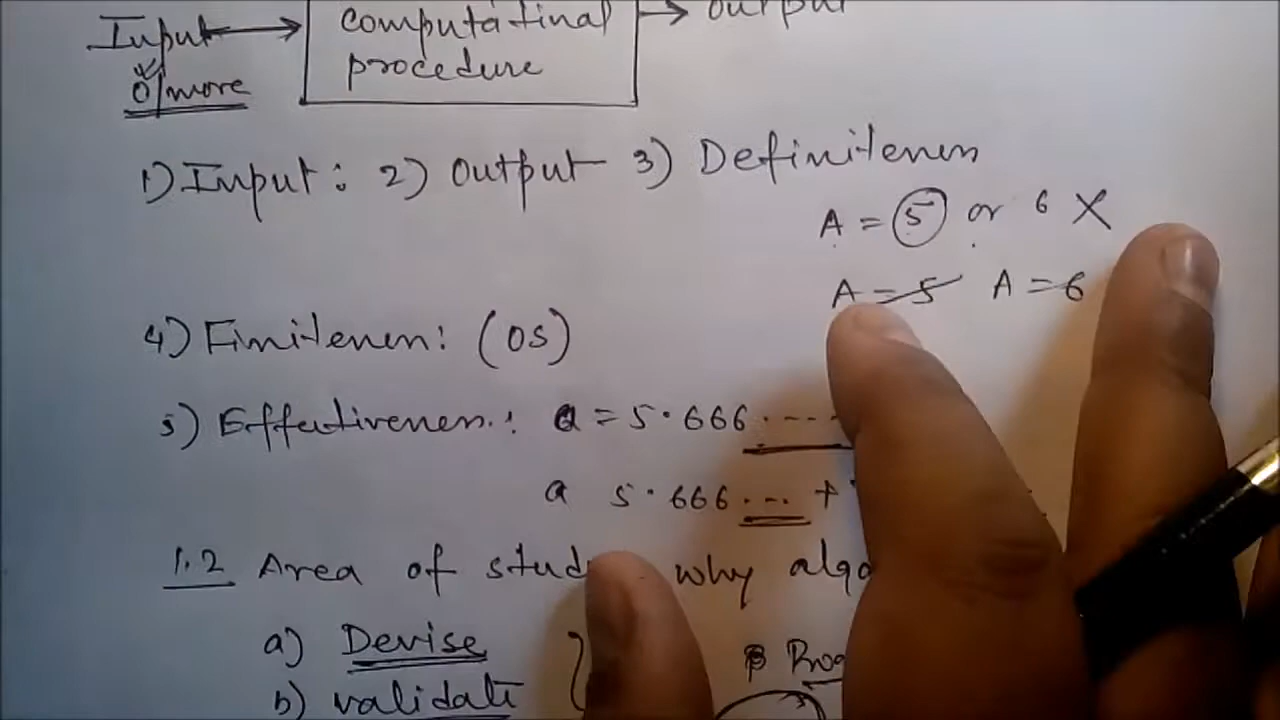 Input → computational → output
0/more procedure
1) Input: 2) Output 3) Definiteness
A = 5 or 6 X
A = 5 A = 6
4) Finiteness: (OS)
5) Effectiveness: a = 5.666.---
a 5.666... +
1.2 Area of stud why algo
a) Devise
b) validate